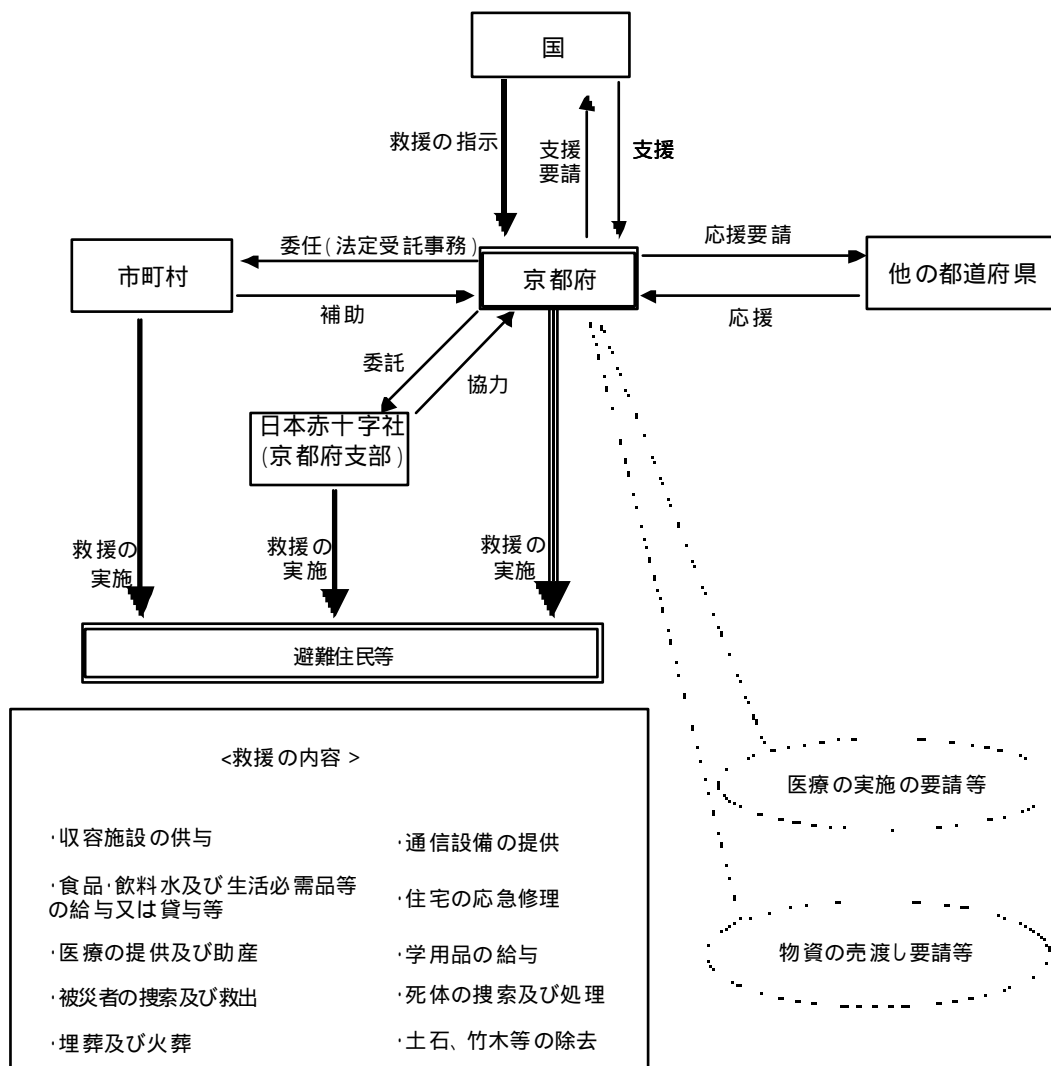 国
救援の指示
支援
要請
支援
市町村
委任(法定受託事務)
補助
京都府
応援要請
応援
他の都道府県
委託
協力
日本赤十字社
(京都府支部)
救援の
実施
救援の
実施
救援の
実施
避難住民等
<救援の内容>
・収容施設の供与
・食品・飲料水及び生活必需品等
の給与又は貸与等
・医療の提供及び助産
・被災者の捜索及び救出
・埋葬及び火葬
・通信設備の提供
・住宅の応急修理
・学用品の給与
・死体の捜索及び処理
・土石、竹木等の除去
医療の実施の要請等
物資の売渡し要請等